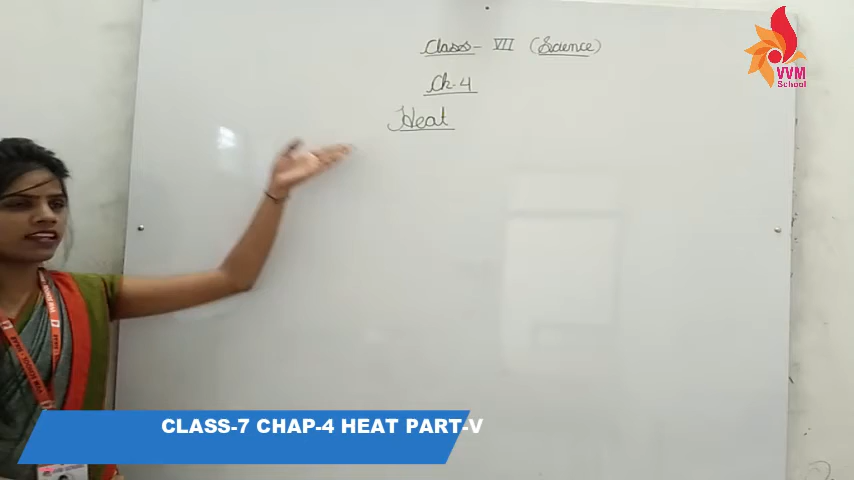 Class- VII (Science)
Ch-4
Heat
VVM
School
CLASS-7 CHAP-4 HEAT PART-V